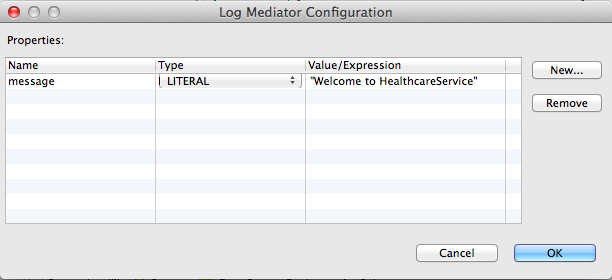 Log Mediator Configuration
Properties:
Name Type Value/Expression
message LITERAL "Welcome to HealthcareService"
New...
Remove
Cancel OK